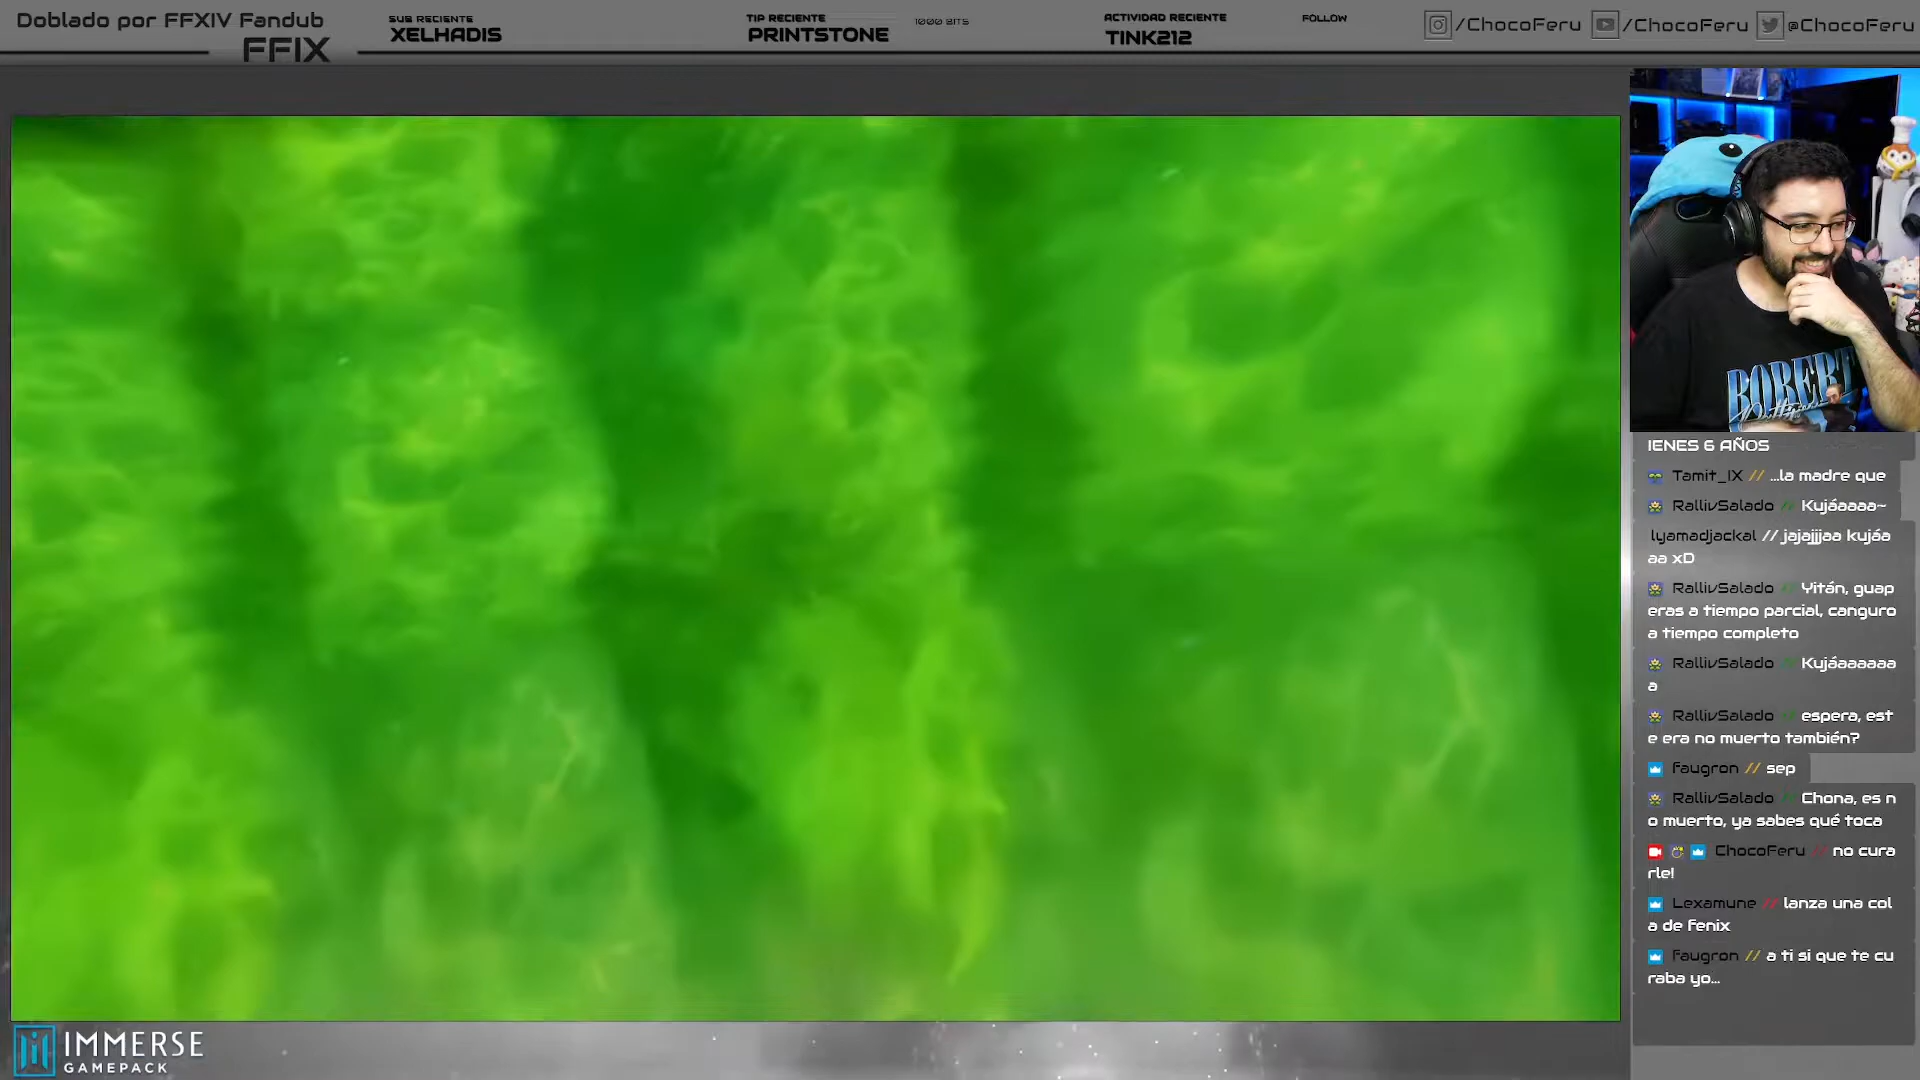 Doblado por FFXIV Fandub
FFIX
SUB RECIENTE
XELHADIS
TIP RECIENTE
PRINTSTONE
1000 BITS
ACTIVIDAD RECIENTE
TINK212
FOLLOW
/ChocoFeru
/ChocoFeru
@ChocoFeru
IENES 6 AÑOS
Tamit_IX // ...la madre que
RallivSalado // Kujáaaaa~
lyamadjackal // jajajjjaa kujáa
aa xD
RallivSalado // Yitán, guap
eras a tiempo parcial, canguro
a tiempo completo
RallivSalado // Kujáaaaaaa
a
RallivSalado // espera, est
e era no muerto también?
faugron // sep
RallivSalado // Chona, es n
o muerto, ya sabes qué toca
ChocoFeru // no cura
rle!
Lexamune // lanza una col
a de fenix
faugron // a ti si que te cu
raba yo...
IMMERSE
GAMEPACK